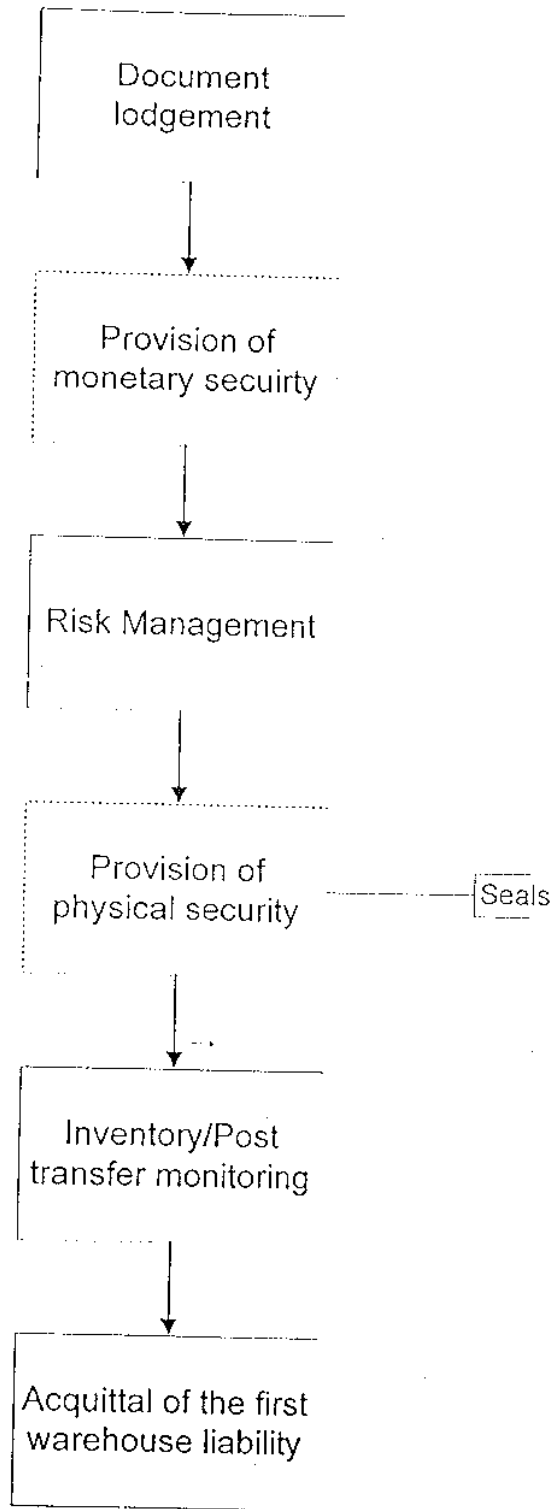 Document
lodgement
Provision of
monetary secuirty
Risk Management
Provision of
physical security
Seals
Inventory/Post
transfer monitoring
Acquittal of the first
warehouse liability